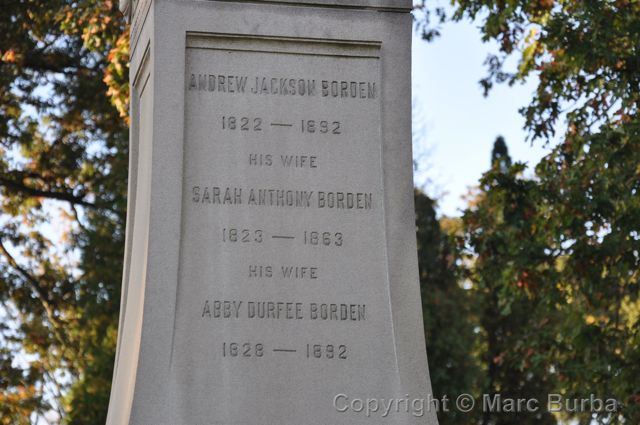 ANDREW JACKSON BORDEN
1822 — 1892
HIS WIFE
SARAH ANTHONY BORDEN
1823 — 1863
HIS WIFE
ABBY DURFEE BORDEN
1828 — 1892
Copyright © Marc Burba